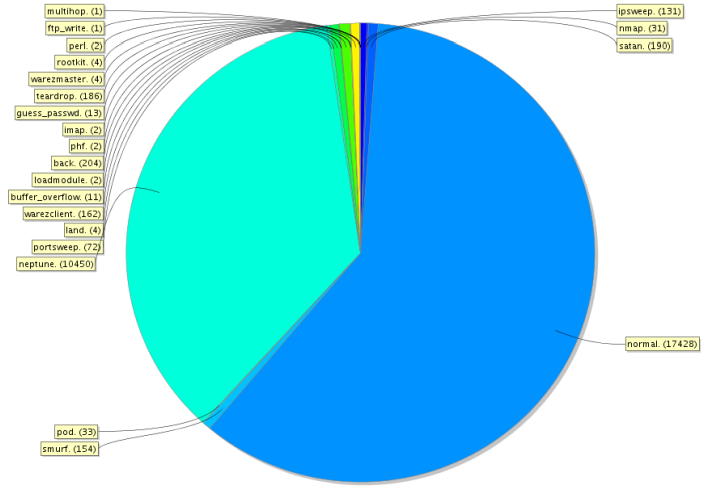 multihop. (1)
ftp_write. (1)
perl. (2)
rootkit. (4)
warezmaster. (4)
teardrop. (186)
guess_passwd. (13)
imap. (2)
phf. (2)
back. (204)
loadmodule. (2)
buffer_overflow. (11)
warezclient. (162)
land. (4)
portsweep. (72)
neptune. (10450)
pod. (33)
smurf. (154)
ipsweep. (131)
nmap. (31)
satan. (190)
normal. (17428)